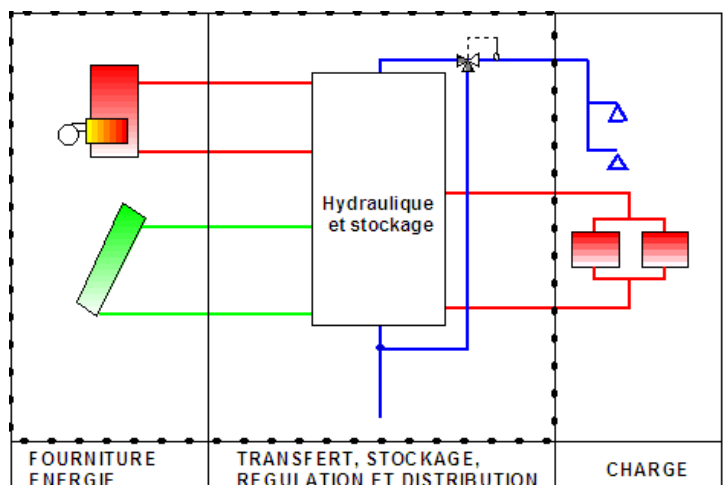 Hydraulique
et stockage
FOURNITURE
ENERGIE
TRANSFERT, STOCKAGE,
REGULATION ET DISTRIBUTION
CHARGE